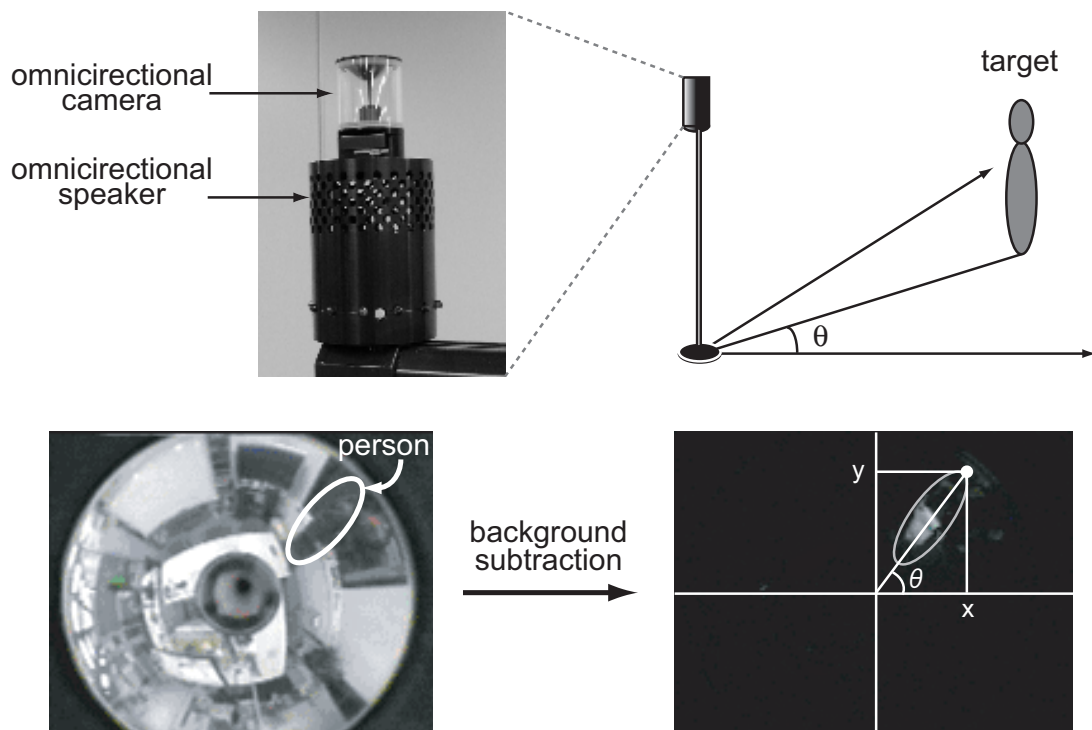 omnicirectional
camera
omnicirectional
speaker
target
θ
person
background
subtraction
y
θ
x